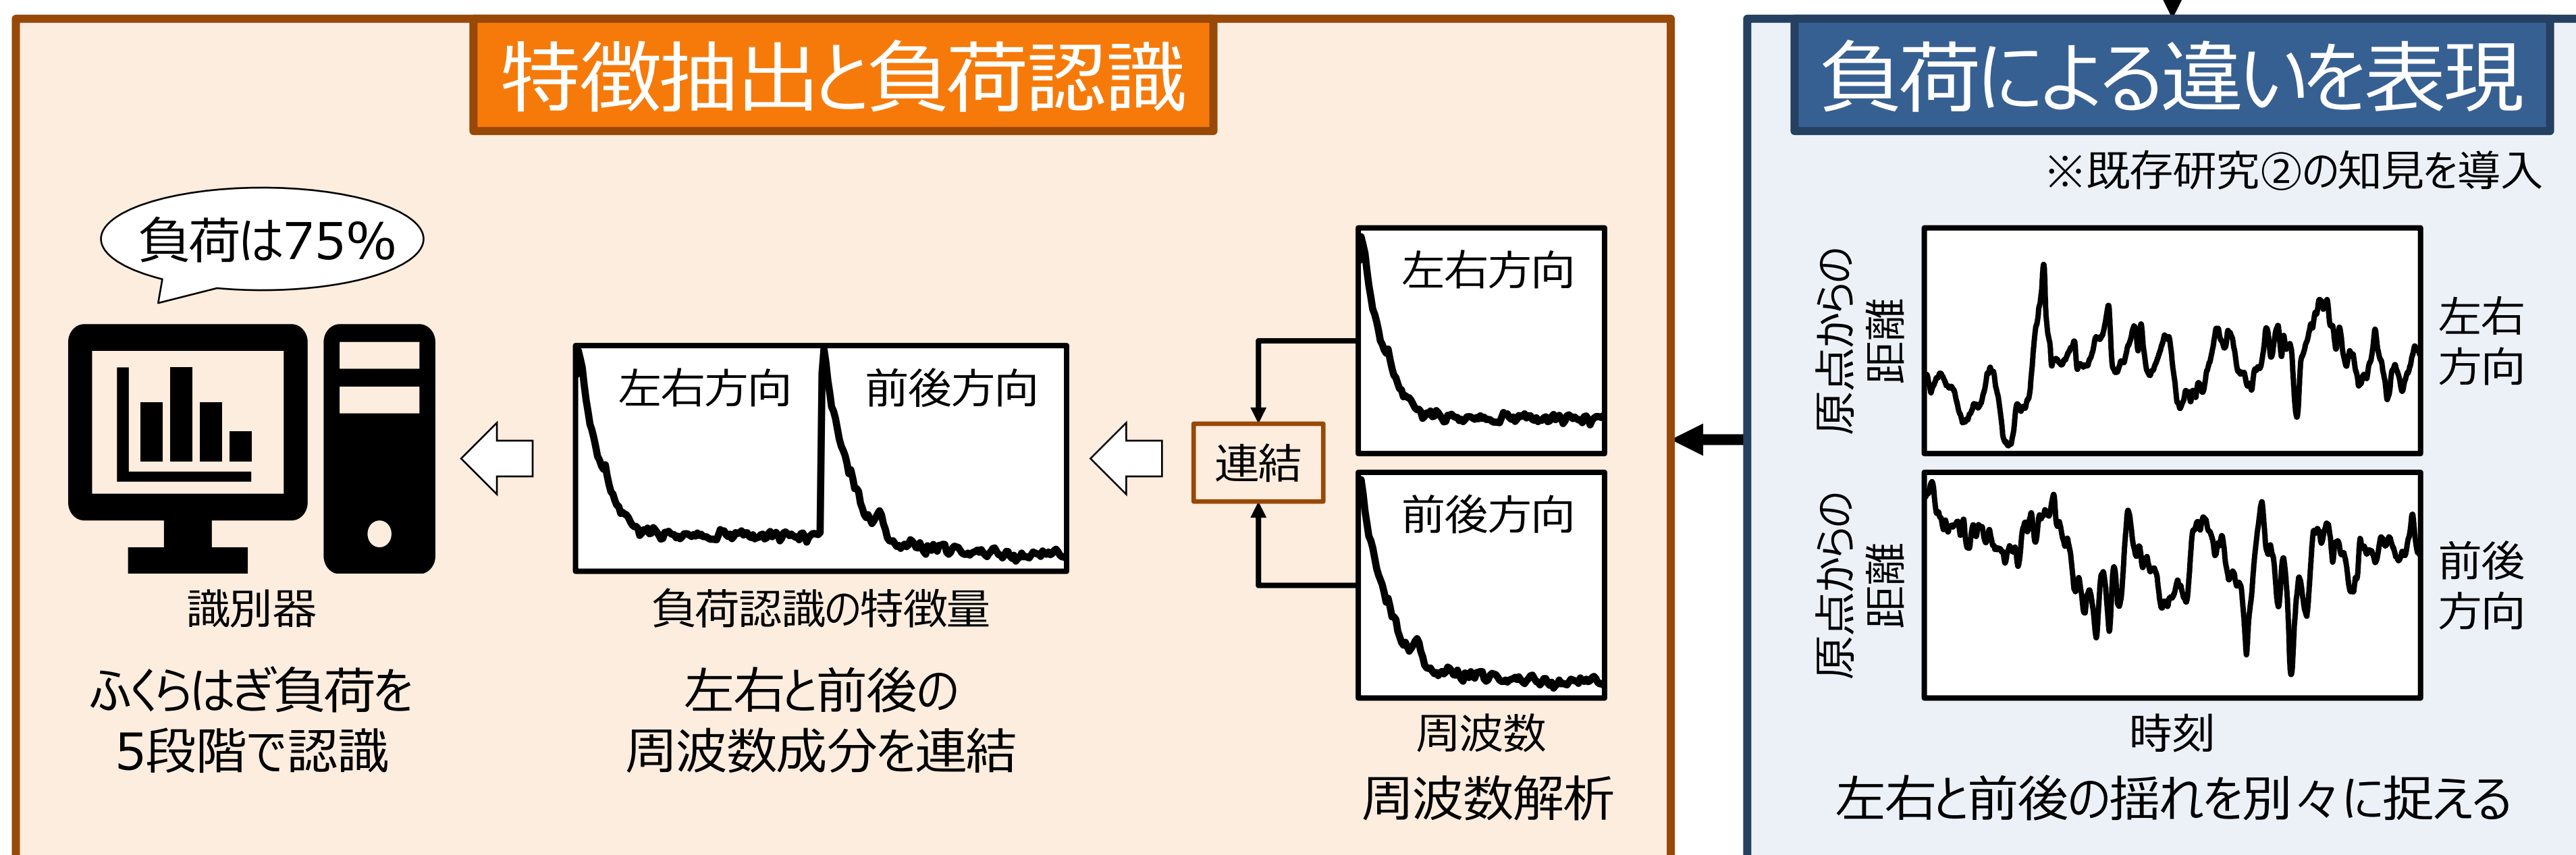 特徴抽出と負荷認識
負荷は75%
識別器
ふくらはぎ負荷を
5段階で認識
左右方向
前後方向
負荷認識の特徴量
左右と前後の
周波数成分を連結
連結
左右方向
前後方向
周波数
周波数解析
負荷による違いを表現
※既存研究②の知見を導入
原点からの
距離
左右
方向
原点からの
距離
前後
方向
時刻
左右と前後の揺れを別々に捉える